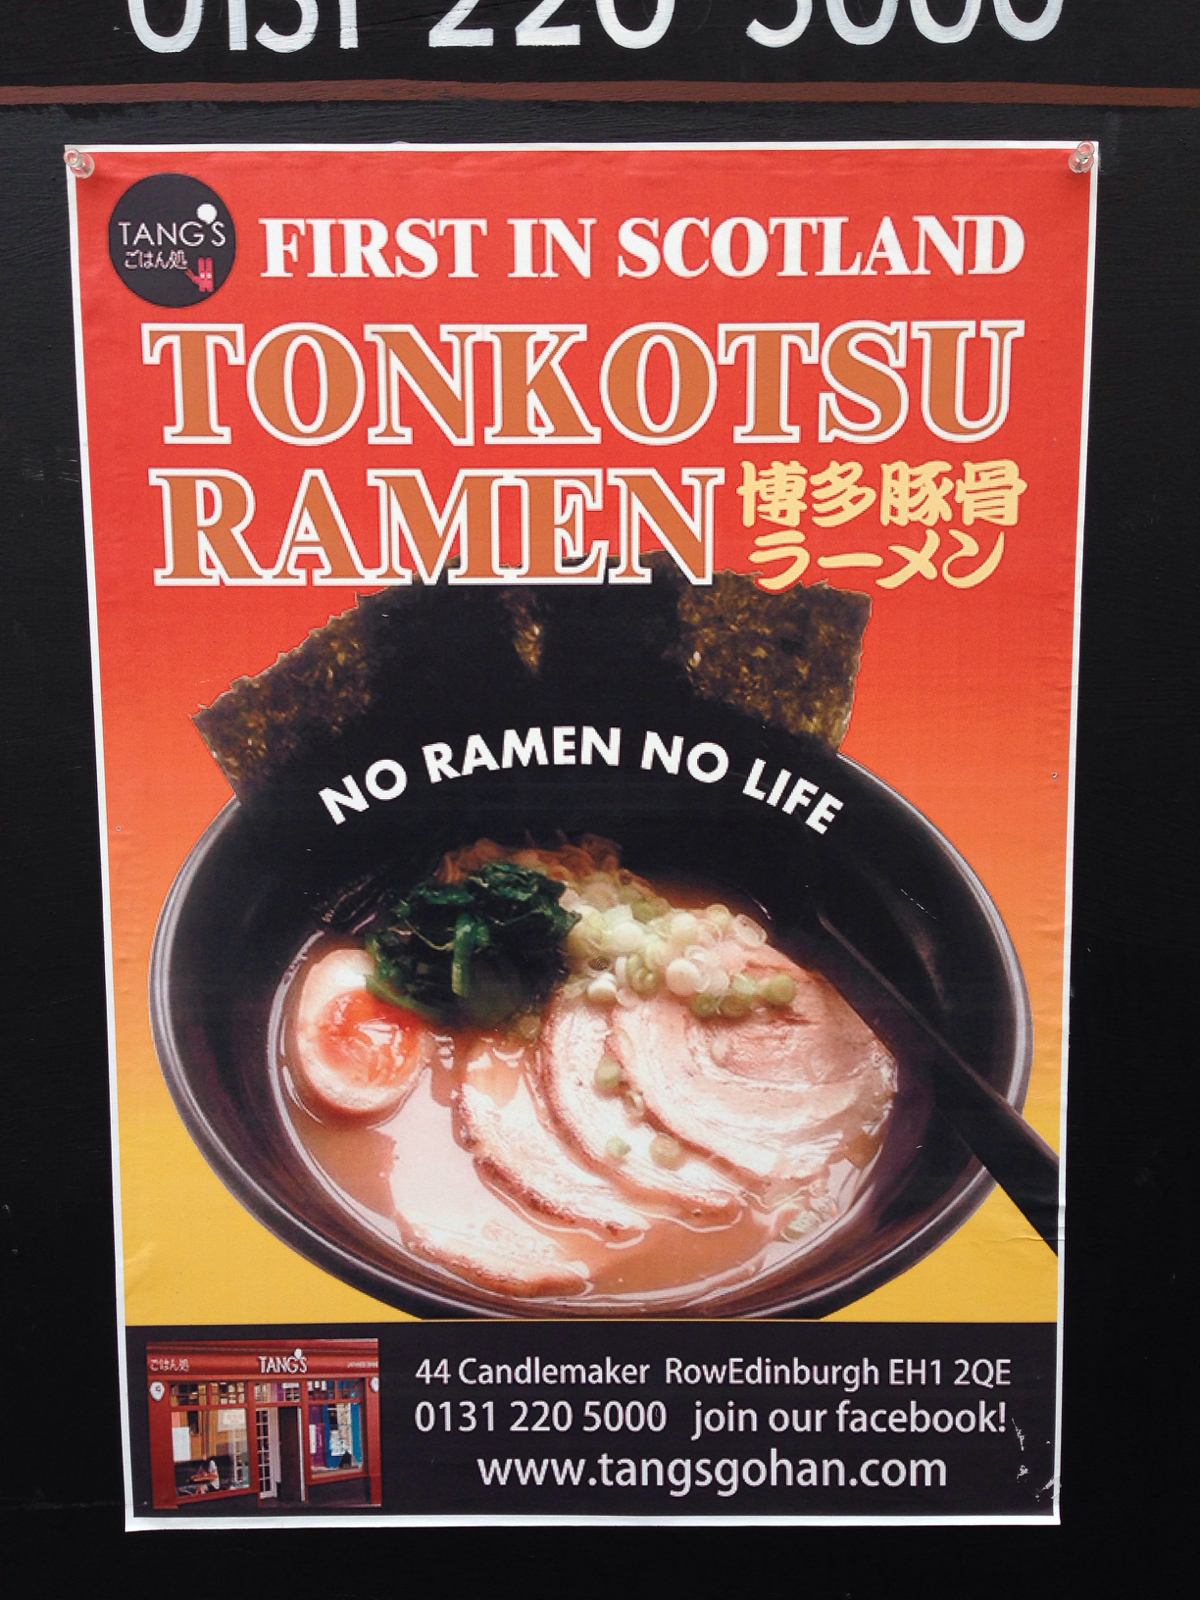 0131 220 5000
TANG'S
ごはん処
FIRST IN SCOTLAND
TONKOTSU
RAMEN
博多豚骨
ラーメン
NO RAMEN NO LIFE
ごはん処
TANG'S
44 Candlemaker RowEdinburgh EH1 2QE
0131 220 5000 join our facebook!
www.tangsgohan.com